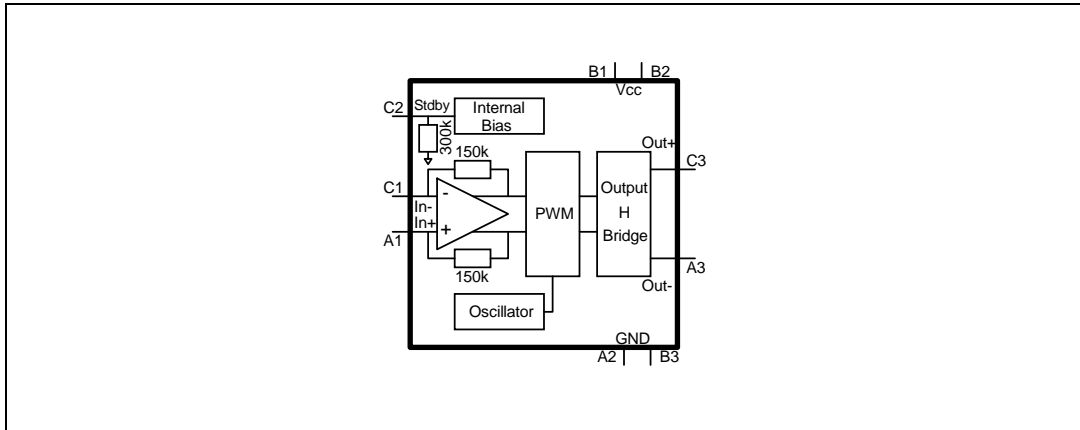 B1
B2
Vcc
C2
Stdby
Internal
Bias
300k
150k
Out+
C3
C1
In-
-
Output
H
Bridge
PWM
In+
+
A1
150k
A3
Out-
Oscillator
GND
A2
B3